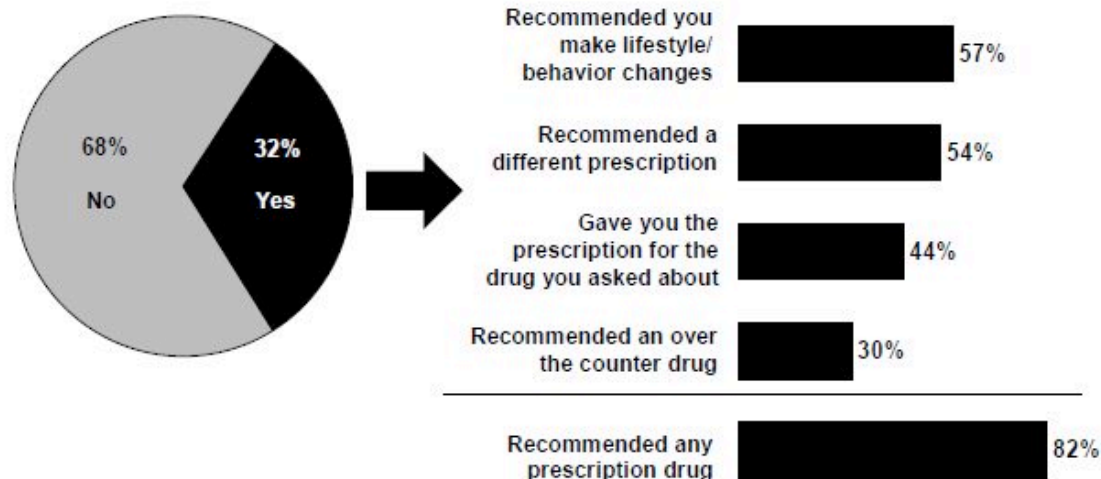 68%
No
32%
Yes
Recommended you
make lifestyle/
behavior changes
57%
Recommended a
different prescription
54%
Gave you the
prescription for the
drug you asked about
44%
Recommended an over
the counter drug
30%
Recommended any
prescription drug
82%